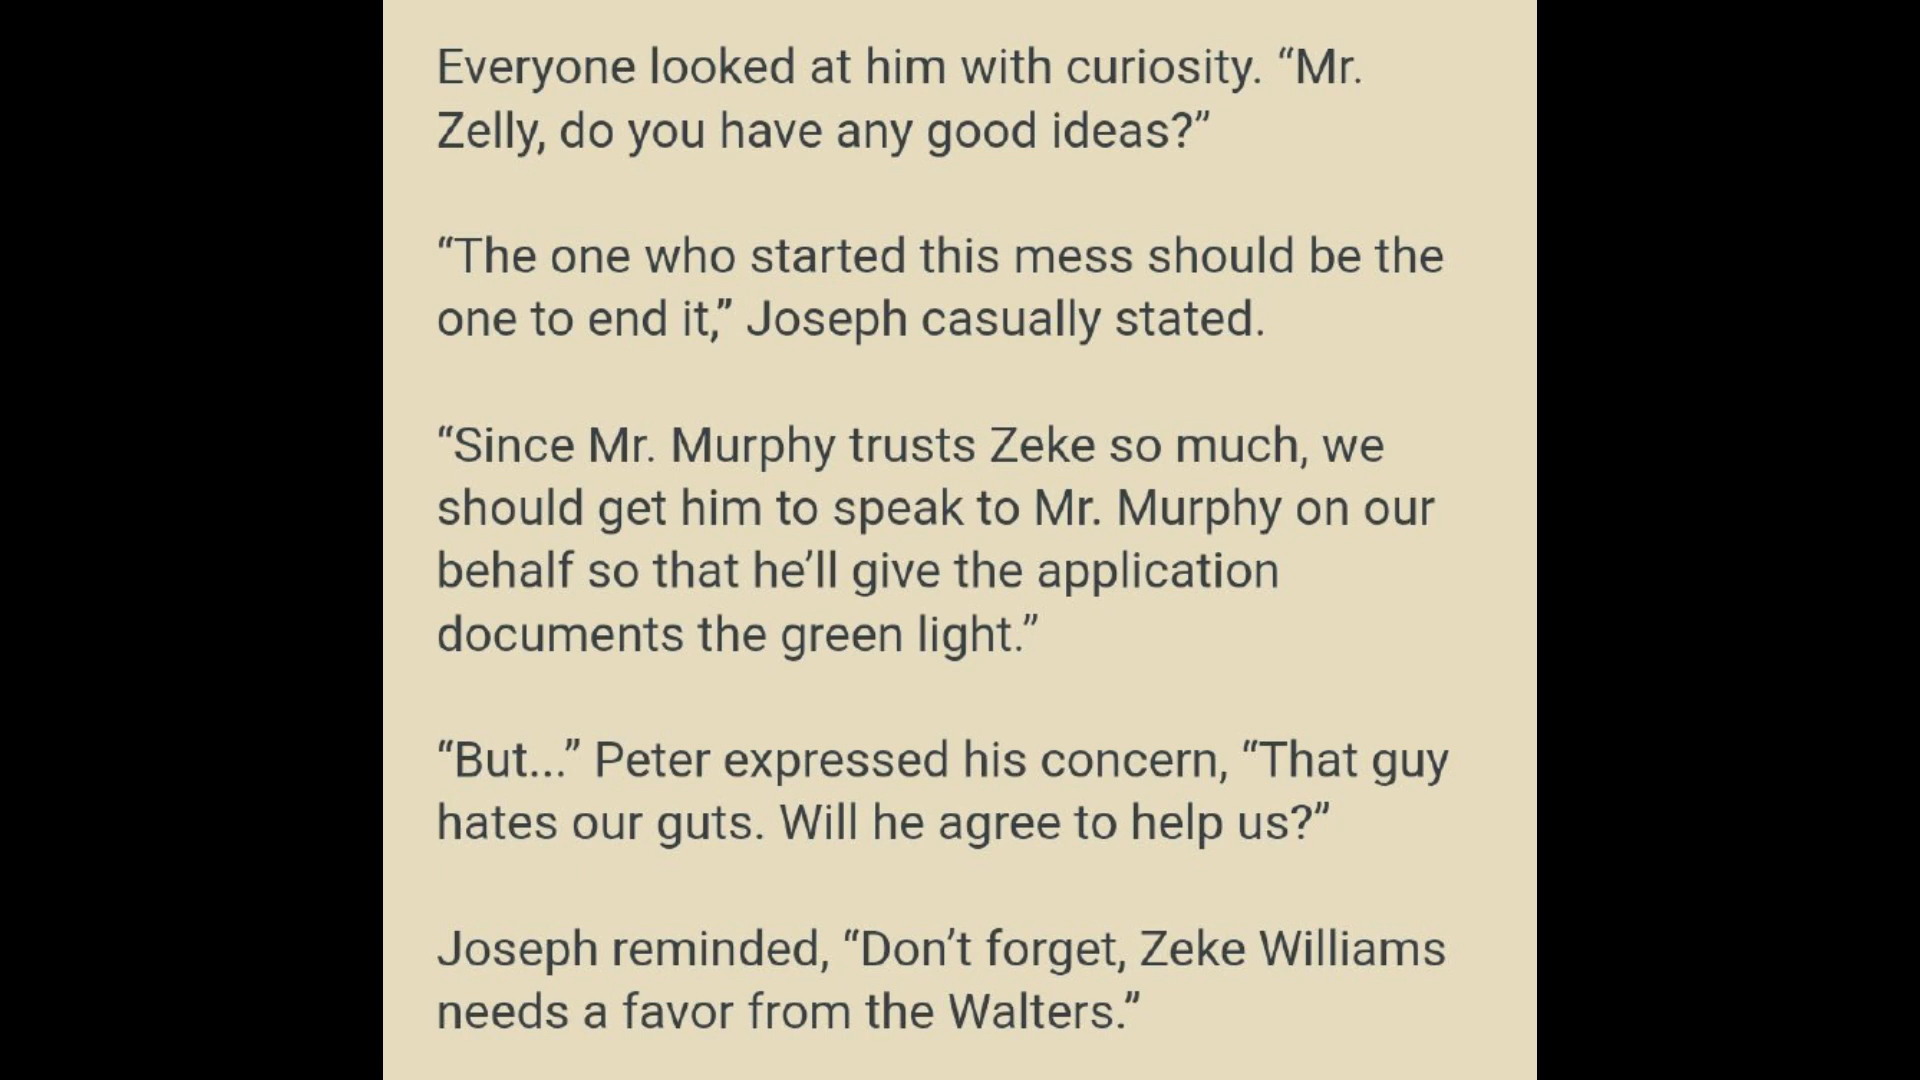 Everyone looked at him with curiosity. “Mr.
Zelly, do you have any good ideas?”
“The one who started this mess should be the
one to end it,” Joseph casually stated.
“Since Mr. Murphy trusts Zeke so much, we
should get him to speak to Mr. Murphy on our
behalf so that he’ll give the application
documents the green light.”
“But...” Peter expressed his concern, “That guy
hates our guts. Will he agree to help us?”
Joseph reminded, “Don’t forget, Zeke Williams
needs a favor from the Walters.”